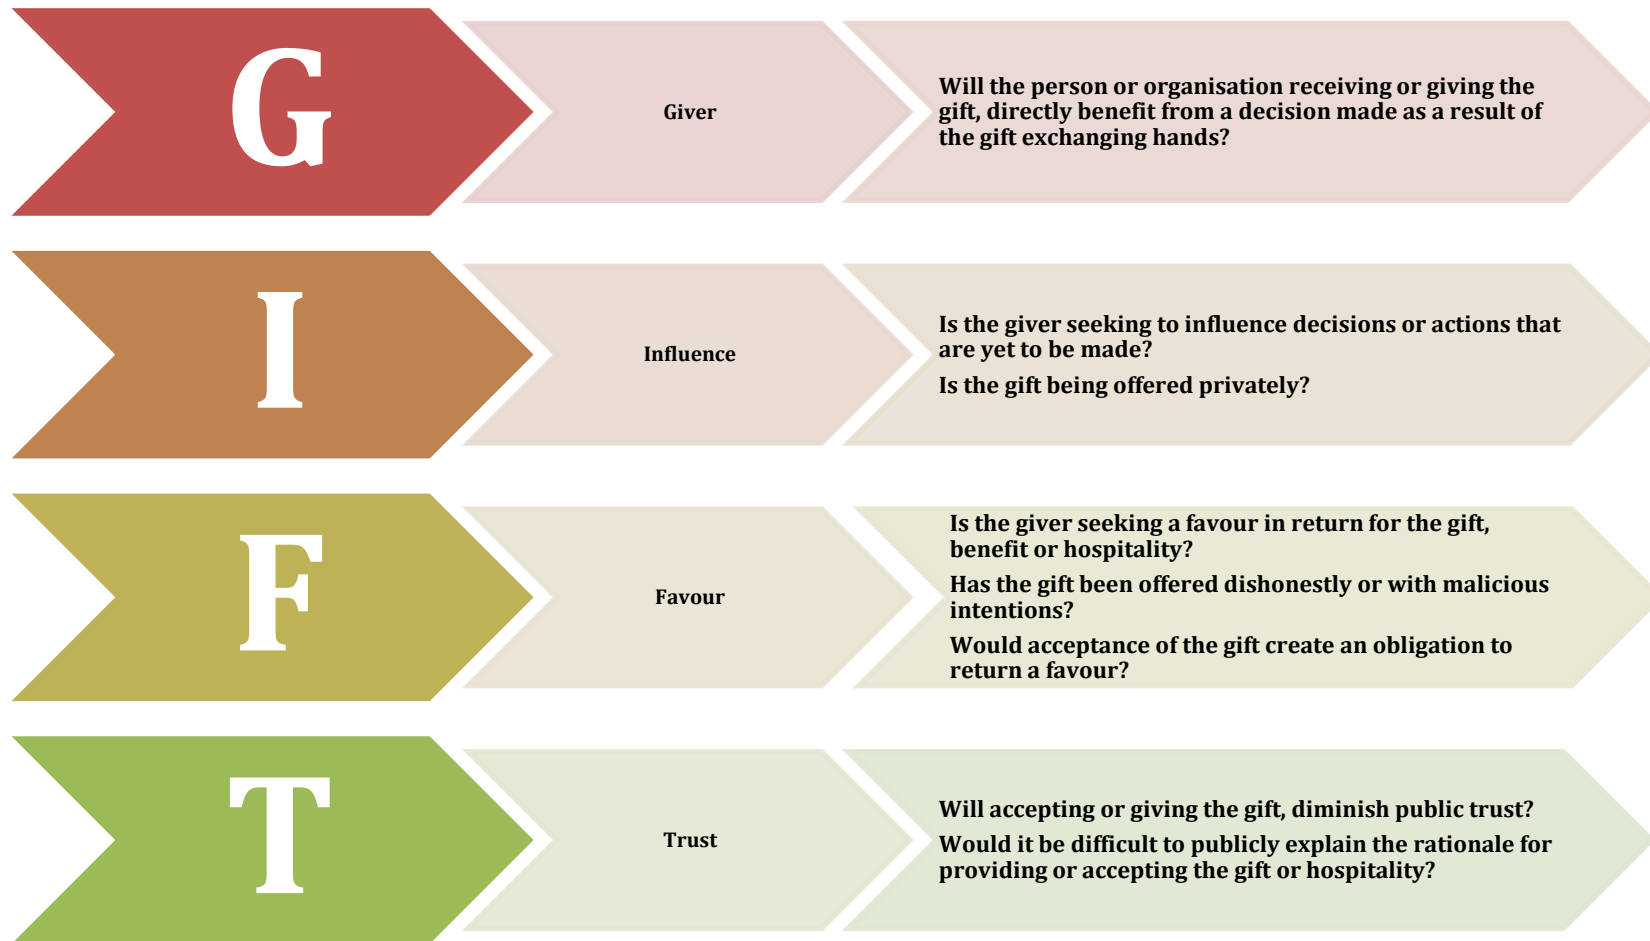 G
Giver
Will the person or organisation receiving or giving the
gift, directly benefit from a decision made as a result of
the gift exchanging hands?
I
Influence
Is the giver seeking to influence decisions or actions that
are yet to be made?
Is the gift being offered privately?
F
Favour
Is the giver seeking a favour in return for the gift,
benefit or hospitality?
Has the gift been offered dishonestly or with malicious
intentions?
Would acceptance of the gift create an obligation to
return a favour?
T
Trust
Will accepting or giving the gift, diminish public trust?
Would it be difficult to publicly explain the rationale for
providing or accepting the gift or hospitality?